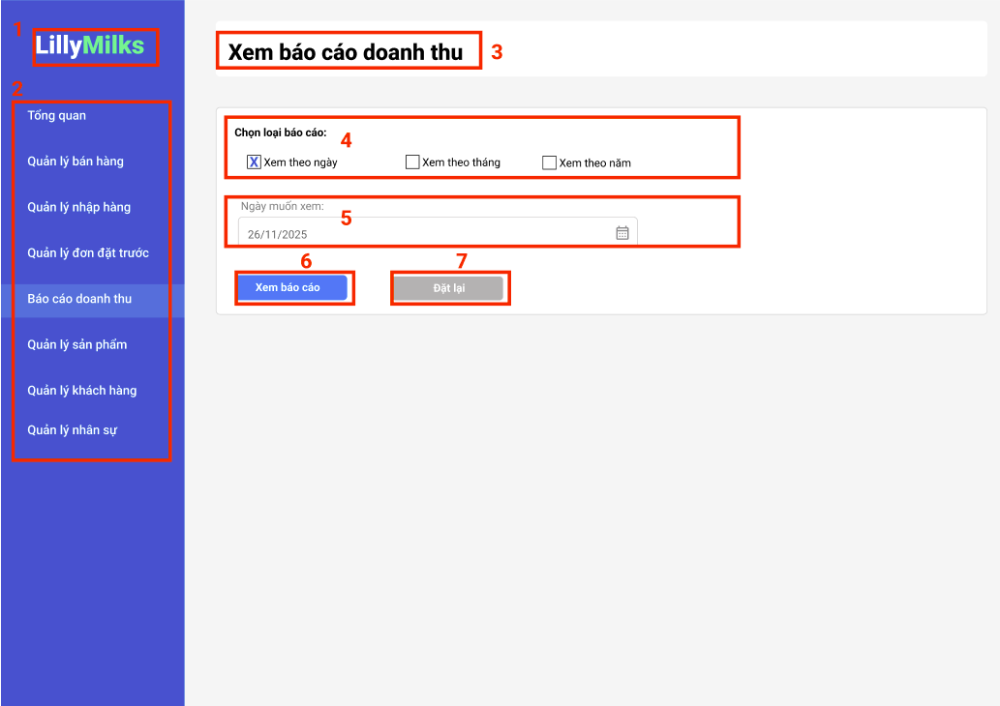 1
LillyMilks
2
Tổng quan
Quản lý bán hàng
Quản lý nhập hàng
Quản lý đơn đặt trước
Báo cáo doanh thu
Quản lý sản phẩm
Quản lý khách hàng
Quản lý nhân sự
Xem báo cáo doanh thu 3
Chọn loại báo cáo: 4
X Xem theo ngày Xem theo tháng Xem theo năm
Ngày muốn xem: 5
26/11/2025
6 7
Xem báo cáo Đặt lại